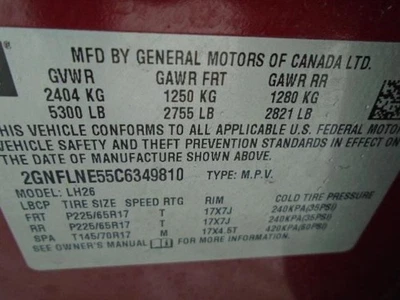 MFD BY GENERAL MOTORS OF CANADA LTD.
GVWR GAWR FRT GAWR RR
2404 KG 1250 KG 1280 KG
5300 LB 2755 LB 2821 LB
THIS VEHICLE CONFORMS TO ALL APPLICABLE U.S. FEDERAL MOTOR
VEHICLE SAFETY AND THEFT PREVENTION STANDARDS IN EFFECT
ON THE DATE OF MANUFACTURE SHOWN ABOVE.
2GNFLNE55C6349810 TYPE: M.P.V.
MODEL: LH26
LBCP TIRE SIZE SPEED RTG RIM COLD TIRE PRESSURE
FRT P225/65R17 T 17X7J 240KPA(35PSI)
RR P225/65R17 T 17X7J 240KPA(35PSI)
SPA T145/70R17 M 17X4.5T 420KPA(60PSI)
SEE OWNER'S MANUAL FOR MORE INFORMATION.